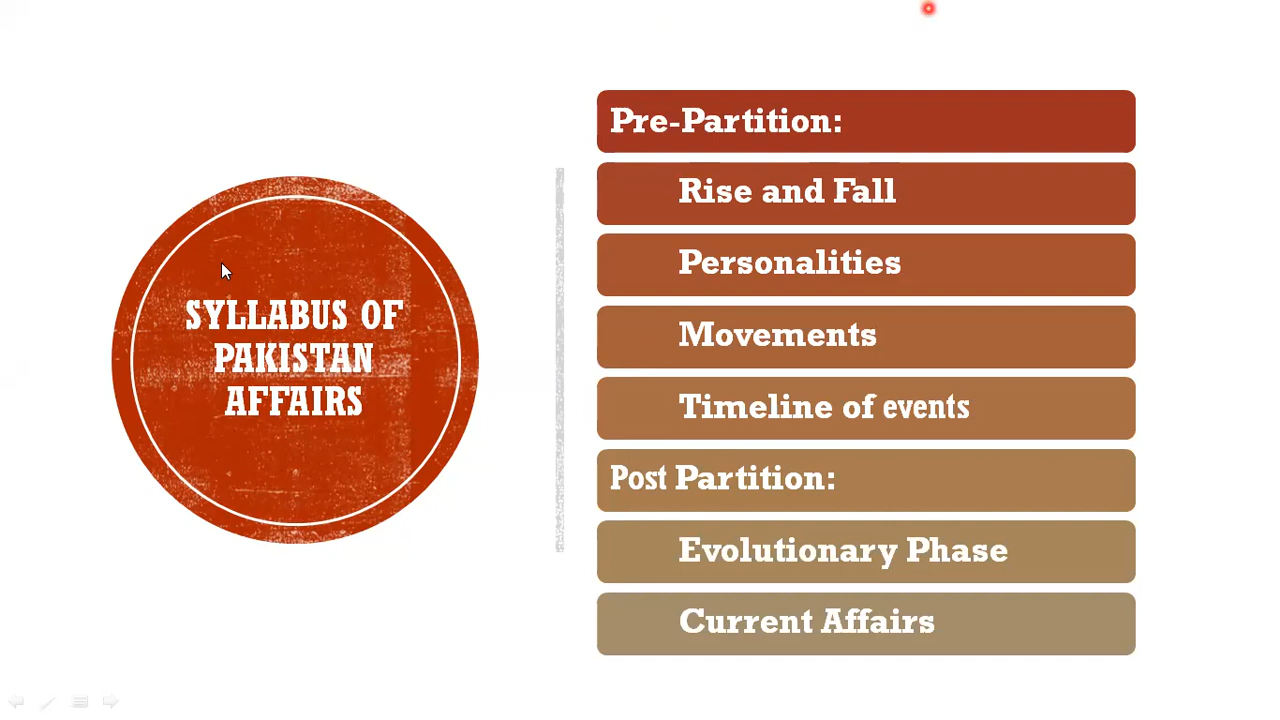 SYLLABUS OF
PAKISTAN
AFFAIRS
Pre-Partition:
Rise and Fall
Personalities
Movements
Timeline of events
Post Partition:
Evolutionary Phase
Current Affairs